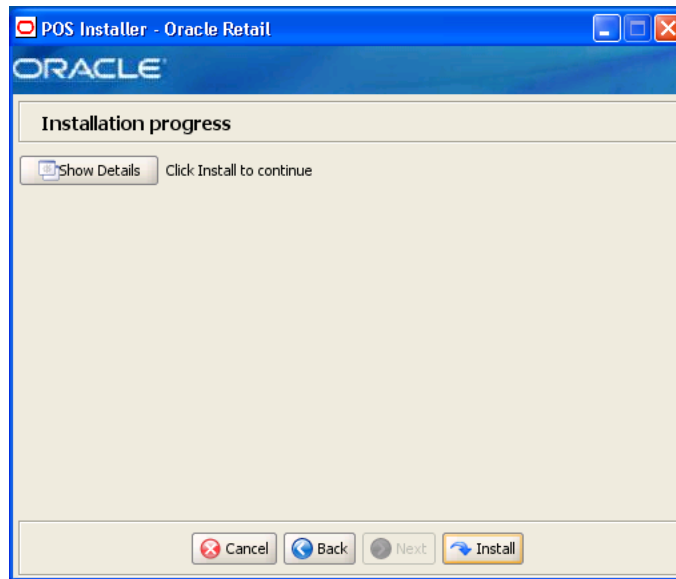 POS Installer - Oracle Retail
ORACLE
Installation progress
Show Details Click Install to continue
Cancel Back Next Install